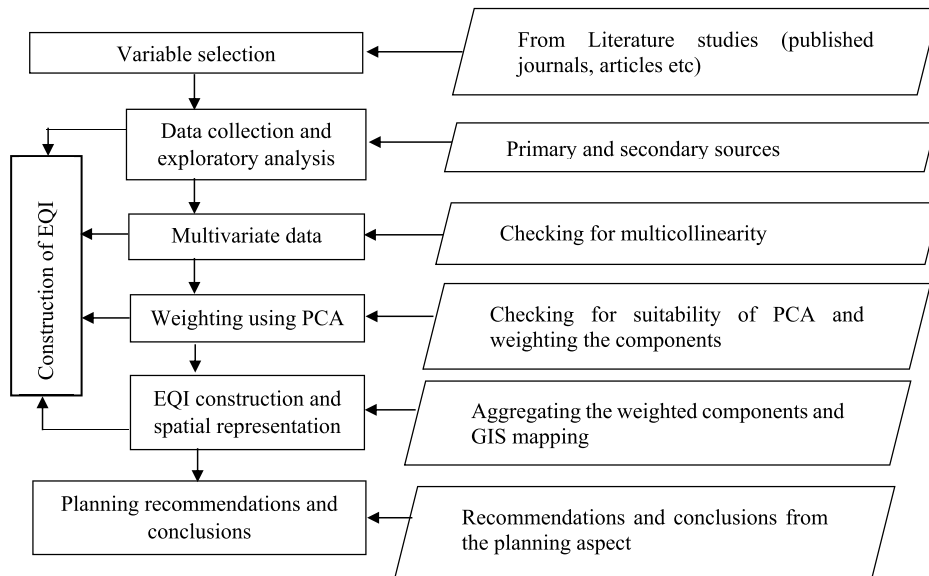 Variable selection
From Literature studies (published
journals, articles etc)
Data collection and
exploratory analysis
Primary and secondary sources
Construction of EQI
Multivariate data
Checking for multicollinearity
Weighting using PCA
Checking for suitability of PCA and
weighting the components
EQI construction and
spatial representation
Aggregating the weighted components and
GIS mapping
Planning recommendations and
conclusions
Recommendations and conclusions from
the planning aspect